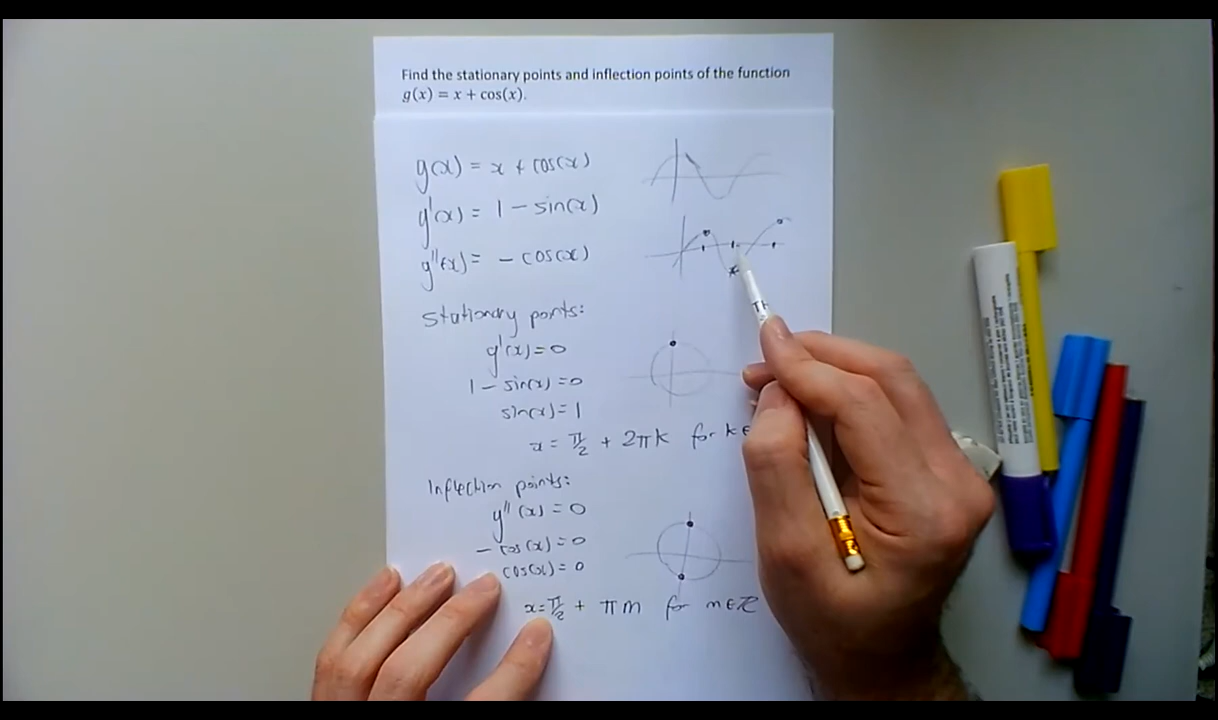 Find the stationary points and inflection points of the function
g(x) = x + cos(x).
g(x) = x + cos(x)
g'(x) = 1 − sin(x)
g''(x) = − cos(x)
Stationary points:
g'(x) = 0
1 − sin(x) = 0
sin(x) = 1
x = π/2 + 2πk for k ∈
Inflection points:
g''(x) = 0
− cos(x) = 0
cos(x) = 0
x = π/2 + πm for m ∈ ℤ